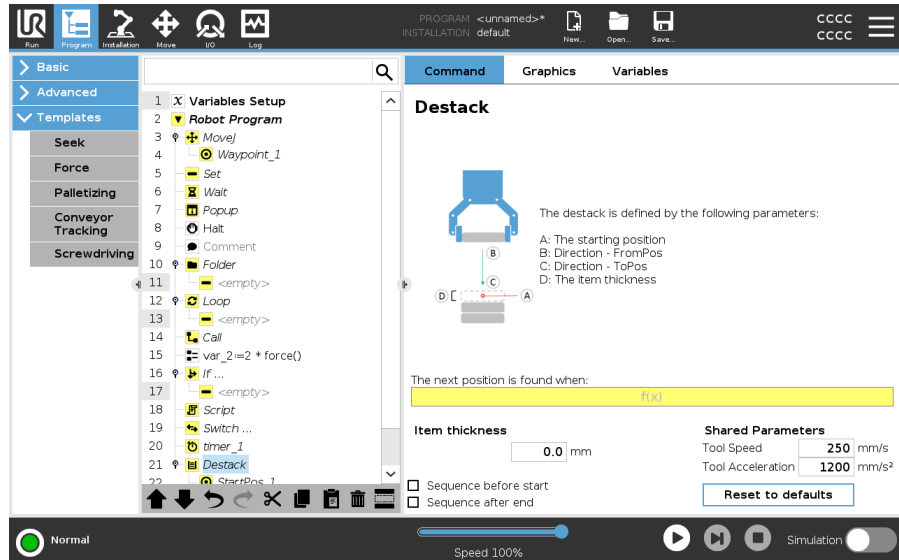 PROGRAM <unnamed>*
INSTALLATION default
CCCC
CCCC
UR
Run
Program
Installation
Move
I/O
Log
New...
Open...
Save...
Basic
Advanced
Templates
Seek
Force
Palletizing
Conveyor
Tracking
Screwdriving
1 X Variables Setup
2 Robot Program
3 MoveJ
4 Waypoint_1
5 Set
6 Wait
7 Popup
8 Halt
9 Comment
10 Folder
11 <empty>
12 Loop
13 <empty>
14 Call
15 var_2:=2 * force()
16 If ...
17 <empty>
18 Script
19 Switch ...
20 timer_1
21 Destack
22 StartPos_1
Command Graphics Variables
Destack
B
C
D
A
The destack is defined by the following parameters:
A: The starting position
B: Direction - FromPos
C: Direction - ToPos
D: The item thickness
The next position is found when:
f(x)
Item thickness
0.0 mm
Sequence before start
Sequence after end
Shared Parameters
Tool Speed 250 mm/s
Tool Acceleration 1200 mm/s²
Reset to defaults
Normal
Speed 100%
Simulation